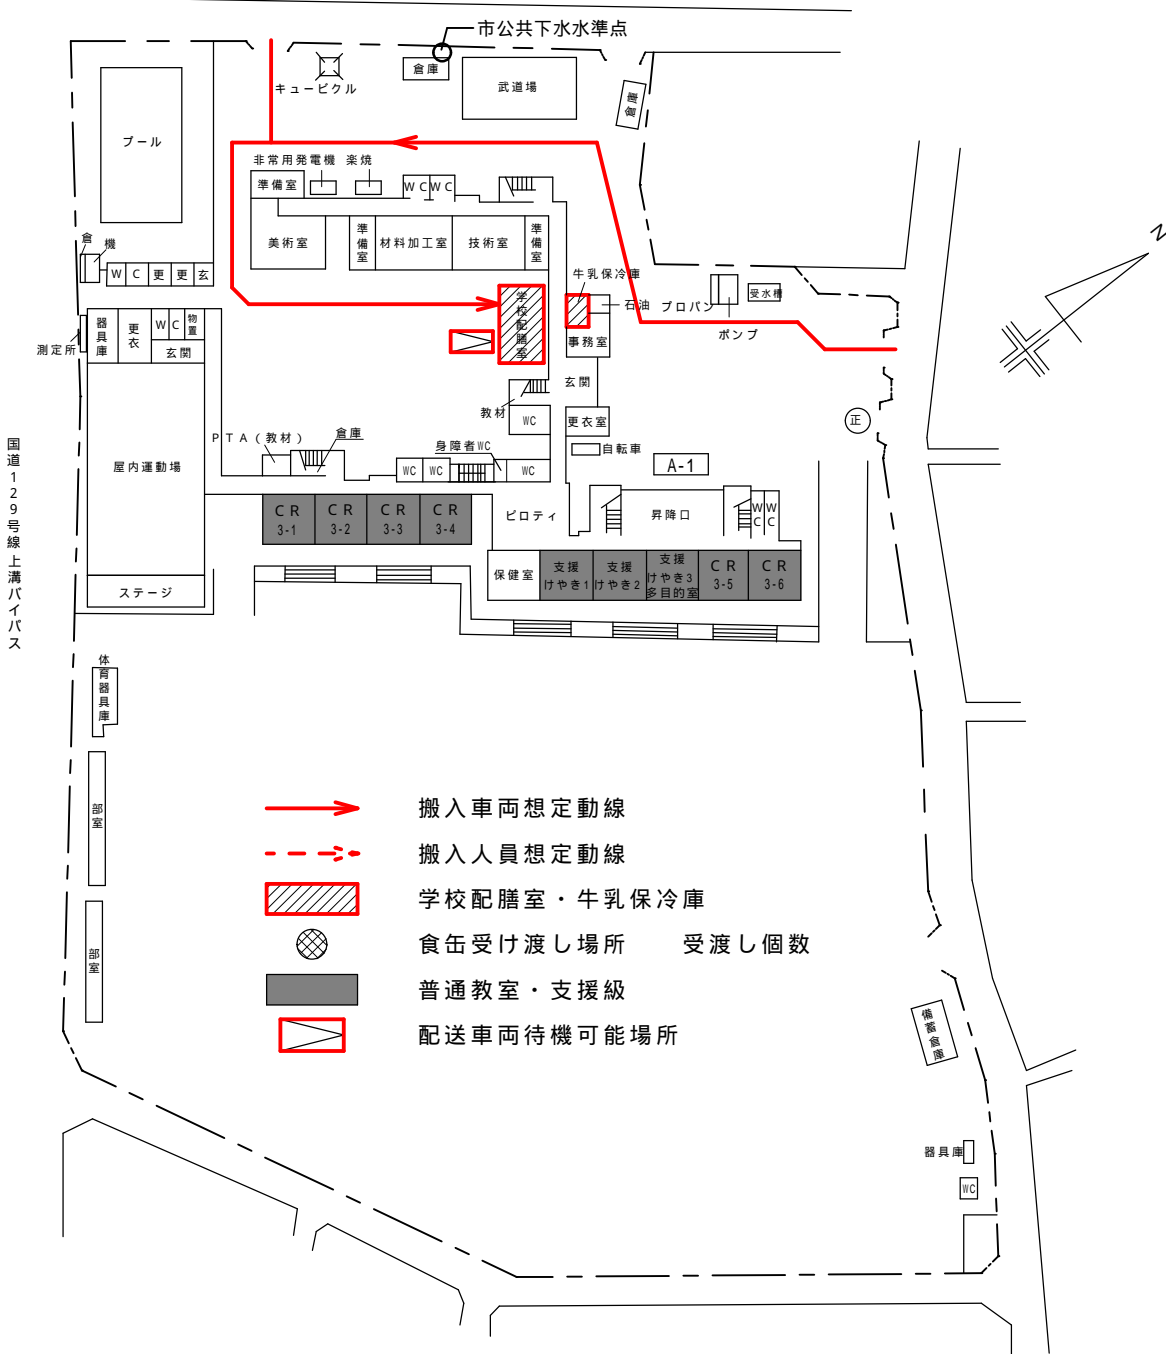 市公共下水水準点
倉庫
武道場
キュービクル
倉庫
プール
非常用発電機
楽焼
準備室
WC
WC
美術室
準備室
材料加工室
技術室
準備室
倉
機
W
C
更
更
玄
牛乳保冷庫
学校配膳室
石油
プロパン
受水槽
ポンプ
事務室
N
器具庫
更衣
W
C
物置
玄関
測定所
玄関
教材
WC
更衣室
正
自転車
PTA(教材)
倉庫
身障者WC
WC
WC
WC
A-1
国道129号線上溝バイパス
屋内運動場
CR
3-1
CR
3-2
CR
3-3
CR
3-4
ピロティ
昇降口
WC
WC
保健室
支援
けやき1
支援
けやき2
支援
けやき3
多目的室
CR
3-5
CR
3-6
ステージ
体育器具庫
部室
部室
搬入車両想定動線
搬入人員想定動線
学校配膳室・牛乳保冷庫
食缶受け渡し場所 受渡し個数
普通教室・支援級
配送車両待機可能場所
備蓄倉庫
器具庫
WC